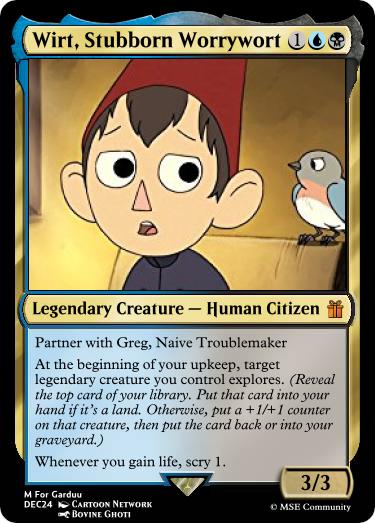 Wirt, Stubborn Worrywort 1
Legendary Creature — Human Citizen
Partner with Greg, Naive Troublemaker
At the beginning of your upkeep, target
legendary creature you control explores. (Reveal
the top card of your library. Put that card into
your hand if it's a land. Otherwise, put a +1/+1 counter
on that creature, then put the card back or into your
graveyard.)
Whenever you gain life, scry 1.
3/3
M For Garduu
DEC24 Cartoon Network
Bovine Ghoti
© MSE Community